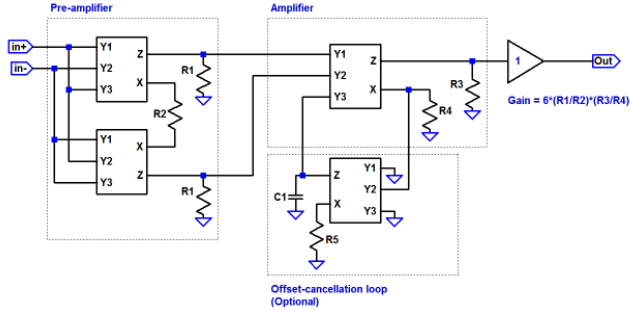 Pre-amplifier
Amplifier
in+
in-
Y1
Y2
Y3
Z
X
R1
R2
Y1
Y2
Y3
X
Z
R1
Y1
Y2
Y3
Z
X
R3
R4
1
Out
Gain = 6*(R1/R2)*(R3/R4)
C1
Z
X
Y1
Y2
Y3
R5
Offset-cancellation loop
(Optional)